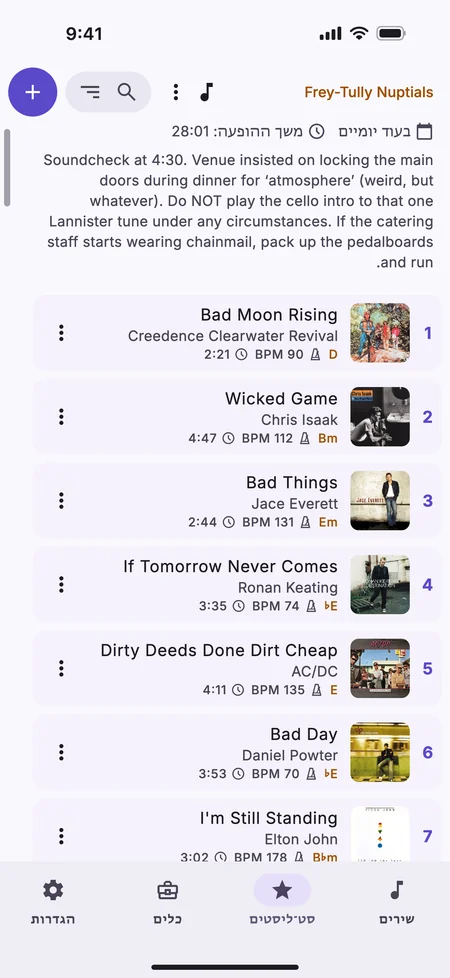 9:41
Frey-Tully Nuptials
בעוד יומיים משך ההופעה: 28:01
Soundcheck at 4:30. Venue insisted on locking the main
doors during dinner for ‘atmosphere’ (weird, but
whatever). Do NOT play the cello intro to that one
Lannister tune under any circumstances. If the catering
staff starts wearing chainmail, pack up the pedalboards
and run.
1
Bad Moon Rising
Creedence Clearwater Revival
D 90 BPM 2:21
2
Wicked Game
Chris Isaak
Bm 112 BPM 4:47
3
Bad Things
Jace Everett
Em 131 BPM 2:44
4
If Tomorrow Never Comes
Ronan Keating
E♭ 74 BPM 3:35
5
Dirty Deeds Done Dirt Cheap
AC/DC
E 135 BPM 4:11
6
Bad Day
Daniel Powter
E♭ 70 BPM 3:53
7
I'm Still Standing
Elton John
B♭m 178 BPM 3:02
שירים
סט־ליסטים
כלים
הגדרות